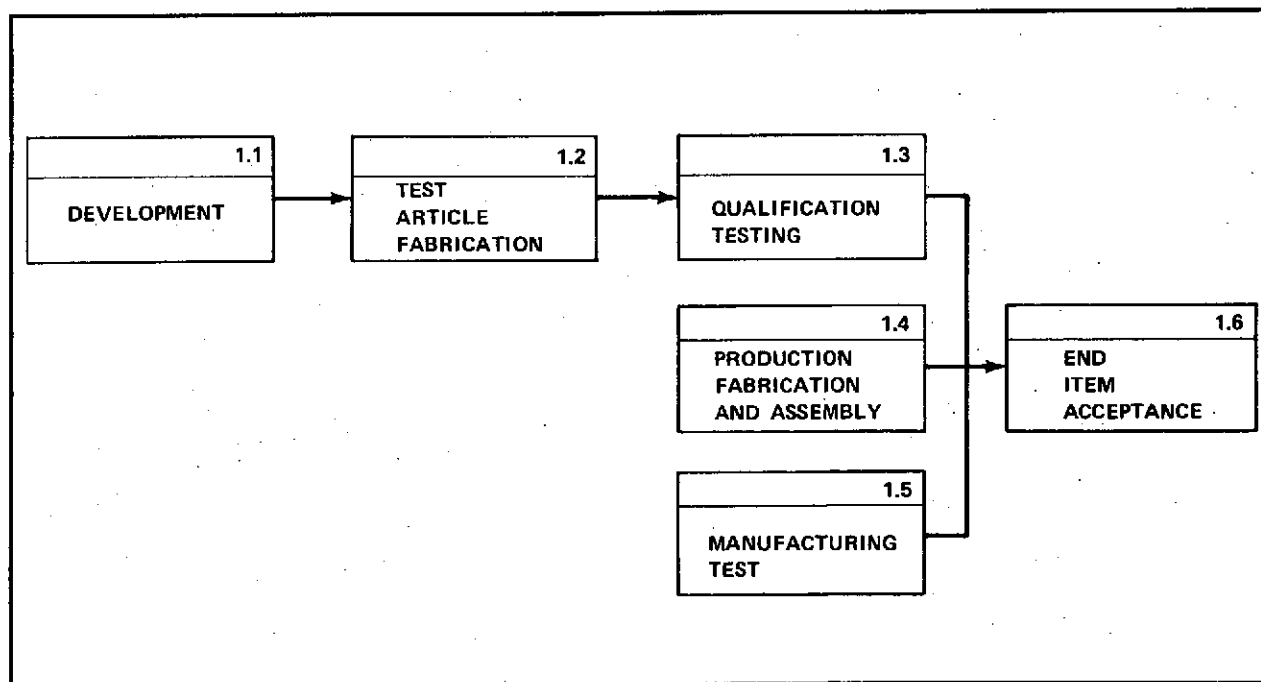 1.1
DEVELOPMENT
1.2
TEST
ARTICLE
FABRICATION
1.3
QUALIFICATION
TESTING
1.4
PRODUCTION
FABRICATION
AND ASSEMBLY
1.5
MANUFACTURING
TEST
1.6
END
ITEM
ACCEPTANCE